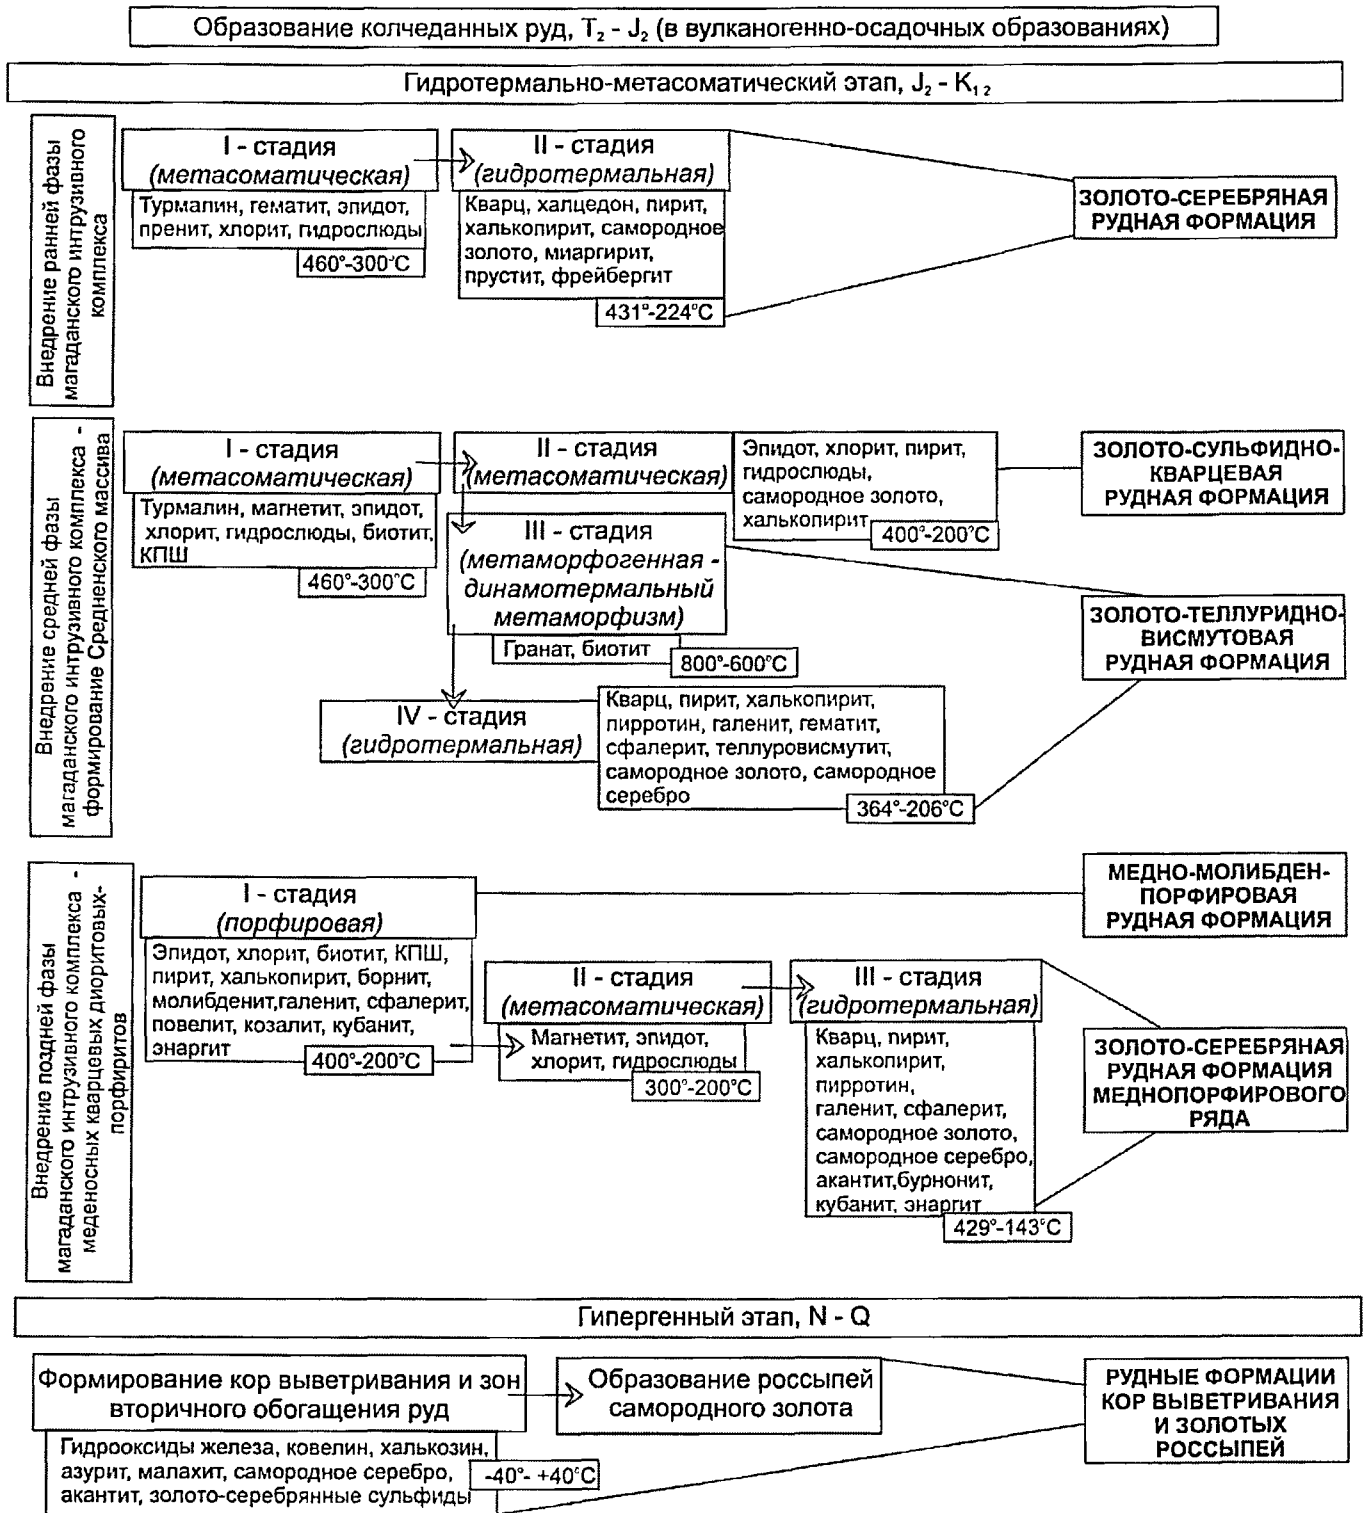 Образование колчеданных руд, T₂ - J₂ (в вулканогенно-осадочных образованиях)
Гидротермально-метасоматический этап, J₂ - K₁₂
Внедрение ранней фазы
магаданского интрузивного
комплекса
I - стадия
(метасоматическая)
Турмалин, гематит, эпидот,
пренит, хлорит, гидрослюды
460°-300°C
II - стадия
(гидротермальная)
Кварц, халцедон, пирит,
халькопирит, самородное
золото, миаргирит,
прустит, фрейбергит
431°-224°C
ЗОЛОТО-СЕРЕБРЯНАЯ
РУДНАЯ ФОРМАЦИЯ
Внедрение средней фазы
магаданского интрузивного комплекса -
формирование Средненского массива
I - стадия
(метасоматическая)
Турмалин, магнетит, эпидот,
хлорит, гидрослюды, биотит,
КПШ
460°-300°C
II - стадия
(метасоматическая)
Эпидот, хлорит, пирит,
гидрослюды,
самородное золото,
халькопирит
400°-200°C
ЗОЛОТО-СУЛЬФИДНО-
КВАРЦЕВАЯ
РУДНАЯ ФОРМАЦИЯ
III - стадия
(метаморфогенная -
динамотермальный
метаморфизм)
Гранат, биотит
800°-600°C
IV - стадия
(гидротермальная)
Кварц, пирит, халькопирит,
пирротин, галенит, гематит,
сфалерит, теллуровисмутит,
самородное золото, самородное
серебро
364°-206°C
ЗОЛОТО-ТЕЛЛУРИДНО-
ВИСМУТОВАЯ
РУДНАЯ ФОРМАЦИЯ
Внедрение поздней фазы
магаданского интрузивного комплекса -
меденосных кварцевых диоритовых-
порфиритов
I - стадия
(порфировая)
Эпидот, хлорит, биотит, КПШ,
пирит, халькопирит, борнит,
молибденит,галенит, сфалерит,
повелит, козалит, кубанит,
энаргит
400°-200°C
МЕДНО-МОЛИБДЕН-
ПОРФИРОВАЯ
РУДНАЯ ФОРМАЦИЯ
II - стадия
(метасоматическая)
Магнетит, эпидот,
хлорит, гидрослюды
300°-200°C
III - стадия
(гидротермальная)
Кварц, пирит,
халькопирит,
пирротин,
галенит, сфалерит,
самородное золото,
самородное серебро,
акантит,бурнонит,
кубанит, энаргит
429°-143°C
ЗОЛОТО-СЕРЕБРЯНАЯ
РУДНАЯ ФОРМАЦИЯ
МЕДНОПОРФИРОВОГО
РЯДА
Гипергенный этап, N - Q
Формирование кор выветривания и зон
вторичного обогащения руд
Гидрооксиды железа, ковелин, халькозин,
азурит, малахит, самородное серебро,
акантит, золото-серебрянные сульфиды
-40°- +40°C
Образование россыпей
самородного золота
РУДНЫЕ ФОРМАЦИИ
КОР ВЫВЕТРИВАНИЯ
И ЗОЛОТЫХ
РОССЫПЕЙ